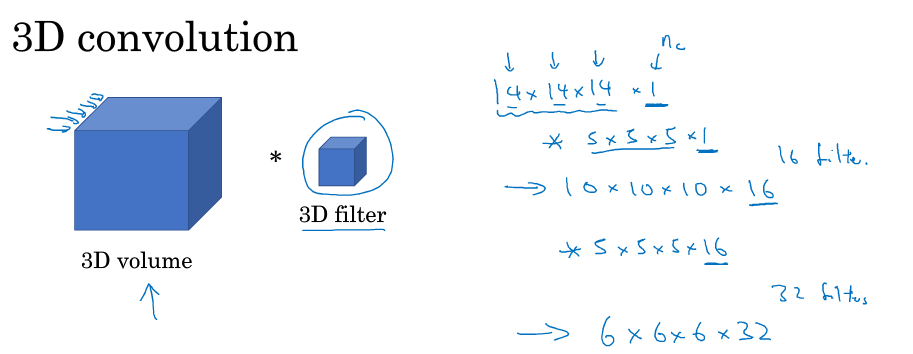 3D convolution
*
3D filter
3D volume
nc
14 × 14 × 14 × 1
* 5 × 5 × 5 × 1
16 filte.
→ 10 × 10 × 10 × 16
* 5 × 5 × 5 × 16
32 filters
→ 6 × 6 × 6 × 32